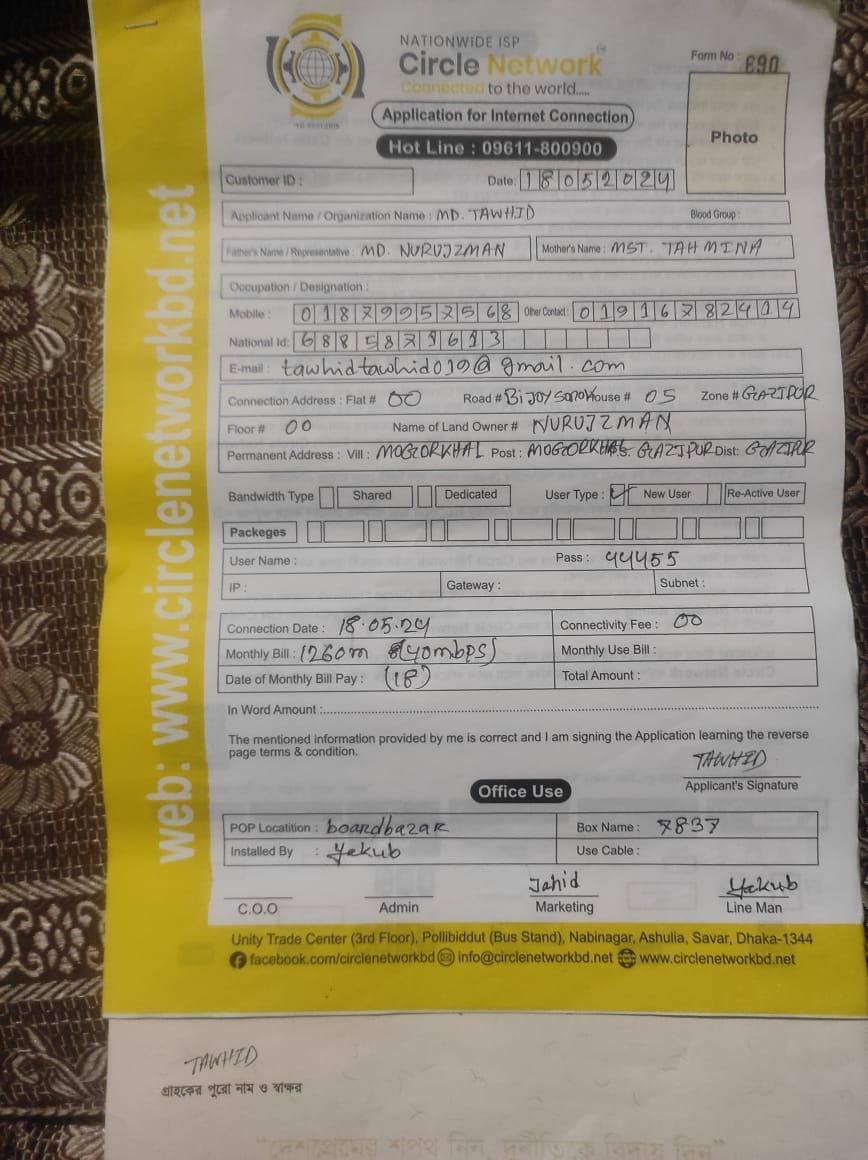 NATIONWIDE ISP
Circle Network
Connected to the world.....
Form No : 890
Application for Internet Connection
Hot Line : 09611-800900
Photo
Customer ID :
Date: 18052024
Applicant Name / Organization Name : MD. TAWHID Blood Group :
Father's Name / Representative : MD. NURUJZMAN Mother's Name : MST. TAHMINA
Occupation / Designation :
Mobile : 01879957568 Other Contact : 01916782414
National Id: 6885879613
E-mail : tawhidtawhid019@gmail.com
Connection Address : Flat # 00 Road # Bijoy House # 05 Zone # GAZIPUR
Floor # 00 Name of Land Owner # NURUJZMAN
Permanent Address : Vill : MOGORKHAL Post : MOGORKHAL GAZIPUR Dist: GAZIPUR
Bandwidth Type Shared Dedicated User Type : New User Re-Active User
Packeges
User Name : Pass : 44455
IP : Gateway : Subnet :
Connection Date : 18.05.24 Connectivity Fee : 00
Monthly Bill : 1260m (40mbps) Monthly Use Bill :
Date of Monthly Bill Pay : (18) Total Amount :
In Word Amount :
The mentioned information provided by me is correct and I am signing the Application learning the reverse
page terms & condition.
TAWHID
Applicant's Signature
Office Use
POP Locatition : boardbazar Box Name : 7837
Installed By : Yakub Use Cable :
Jahid Yakub
C.O.O Admin Marketing Line Man
Unity Trade Center (3rd Floor), Pollibiddut (Bus Stand), Nabinagar, Ashulia, Savar, Dhaka-1344
facebook.com/circlenetworkbd info@circlenetworkbd.net www.circlenetworkbd.net
web: www.circlenetworkbd.net
TAWHID
গ্রাহকের পুরো নাম ও স্বাক্ষর
"দেশপ্রেমের শপথ নিন, দুর্নীতিকে বিদায় দিন"